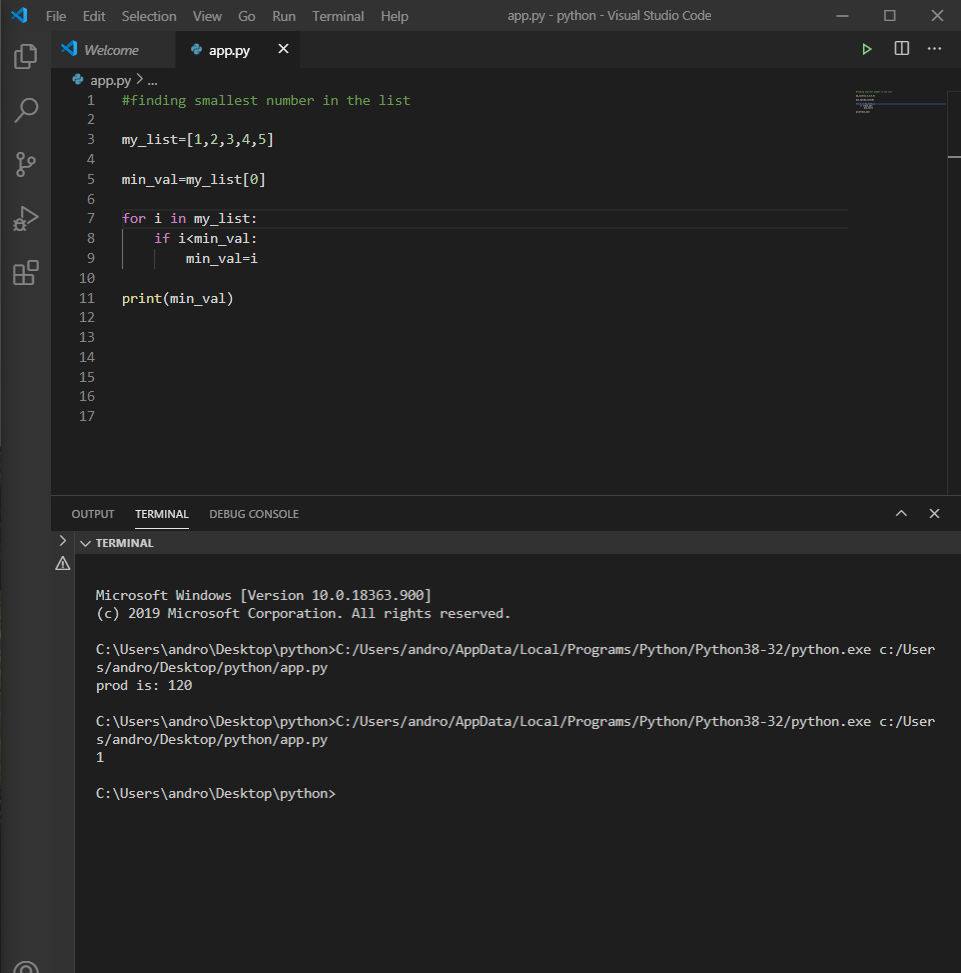 File Edit Selection View Go Run Terminal Help app.py - python - Visual Studio Code
Welcome app.py
app.py > ...
1 #finding smallest number in the list
2
3 my_list=[1,2,3,4,5]
4
5 min_val=my_list[0]
6
7 for i in my_list:
8     if i<min_val:
9         min_val=i
10
11 print(min_val)
12
13
14
15
16
17
OUTPUT TERMINAL DEBUG CONSOLE
TERMINAL
Microsoft Windows [Version 10.0.18363.900]
(c) 2019 Microsoft Corporation. All rights reserved.
C:\Users\andro\Desktop\python>C:/Users/andro/AppData/Local/Programs/Python/Python38-32/python.exe c:/User
s/andro/Desktop/python/app.py
prod is: 120
C:\Users\andro\Desktop\python>C:/Users/andro/AppData/Local/Programs/Python/Python38-32/python.exe c:/User
s/andro/Desktop/python/app.py
1
C:\Users\andro\Desktop\python>